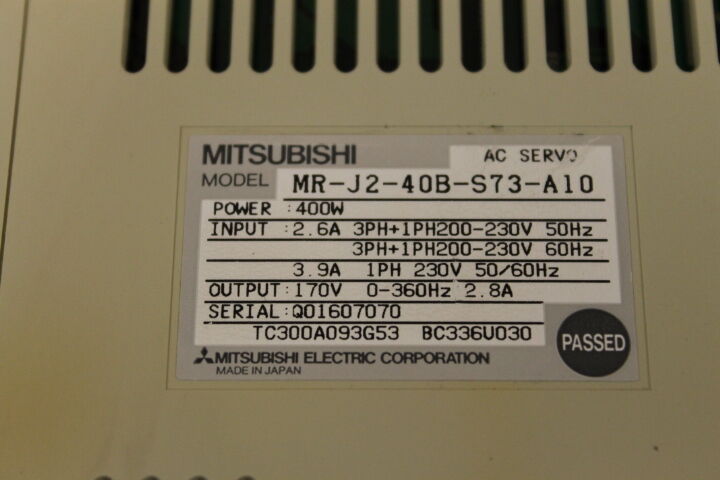 MITSUBISHI AC SERVO
MODEL MR-J2-40B-S73-A10
POWER :400W
INPUT :2.6A 3PH+1PH200-230V 50Hz
3PH+1PH200-230V 60Hz
3.9A 1PH 230V 50/60Hz
OUTPUT:170V 0-360Hz 2.8A
SERIAL:Q01607070
TC300A093G53 BC336U030
PASSED
MITSUBISHI ELECTRIC CORPORATION
MADE IN JAPAN